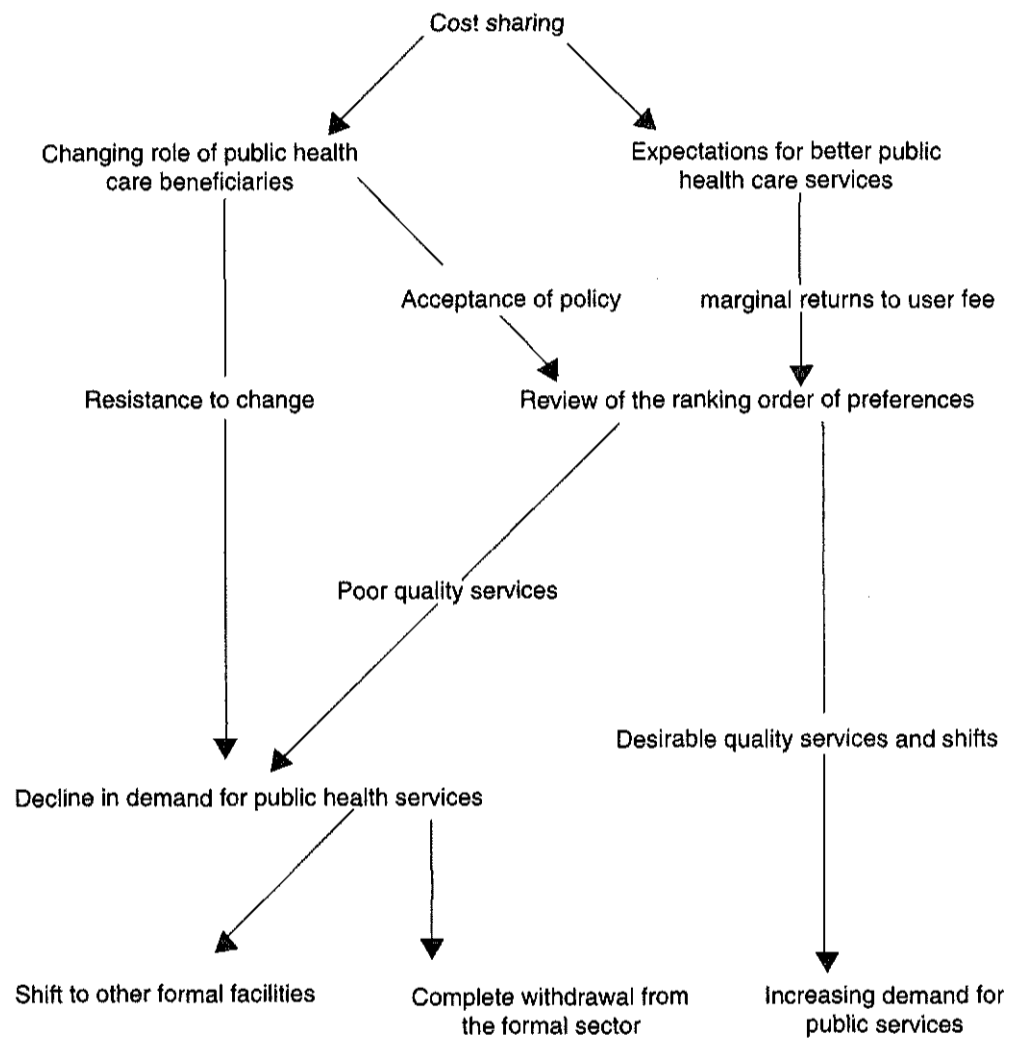 Cost sharing
Changing role of public health
care beneficiaries
Expectations for better public
health care services
Acceptance of policy
marginal returns to user fee
Resistance to change
Review of the ranking order of preferences
Poor quality services
Desirable quality services and shifts
Decline in demand for public health services
Shift to other formal facilities
Complete withdrawal from
the formal sector
Increasing demand for
public services